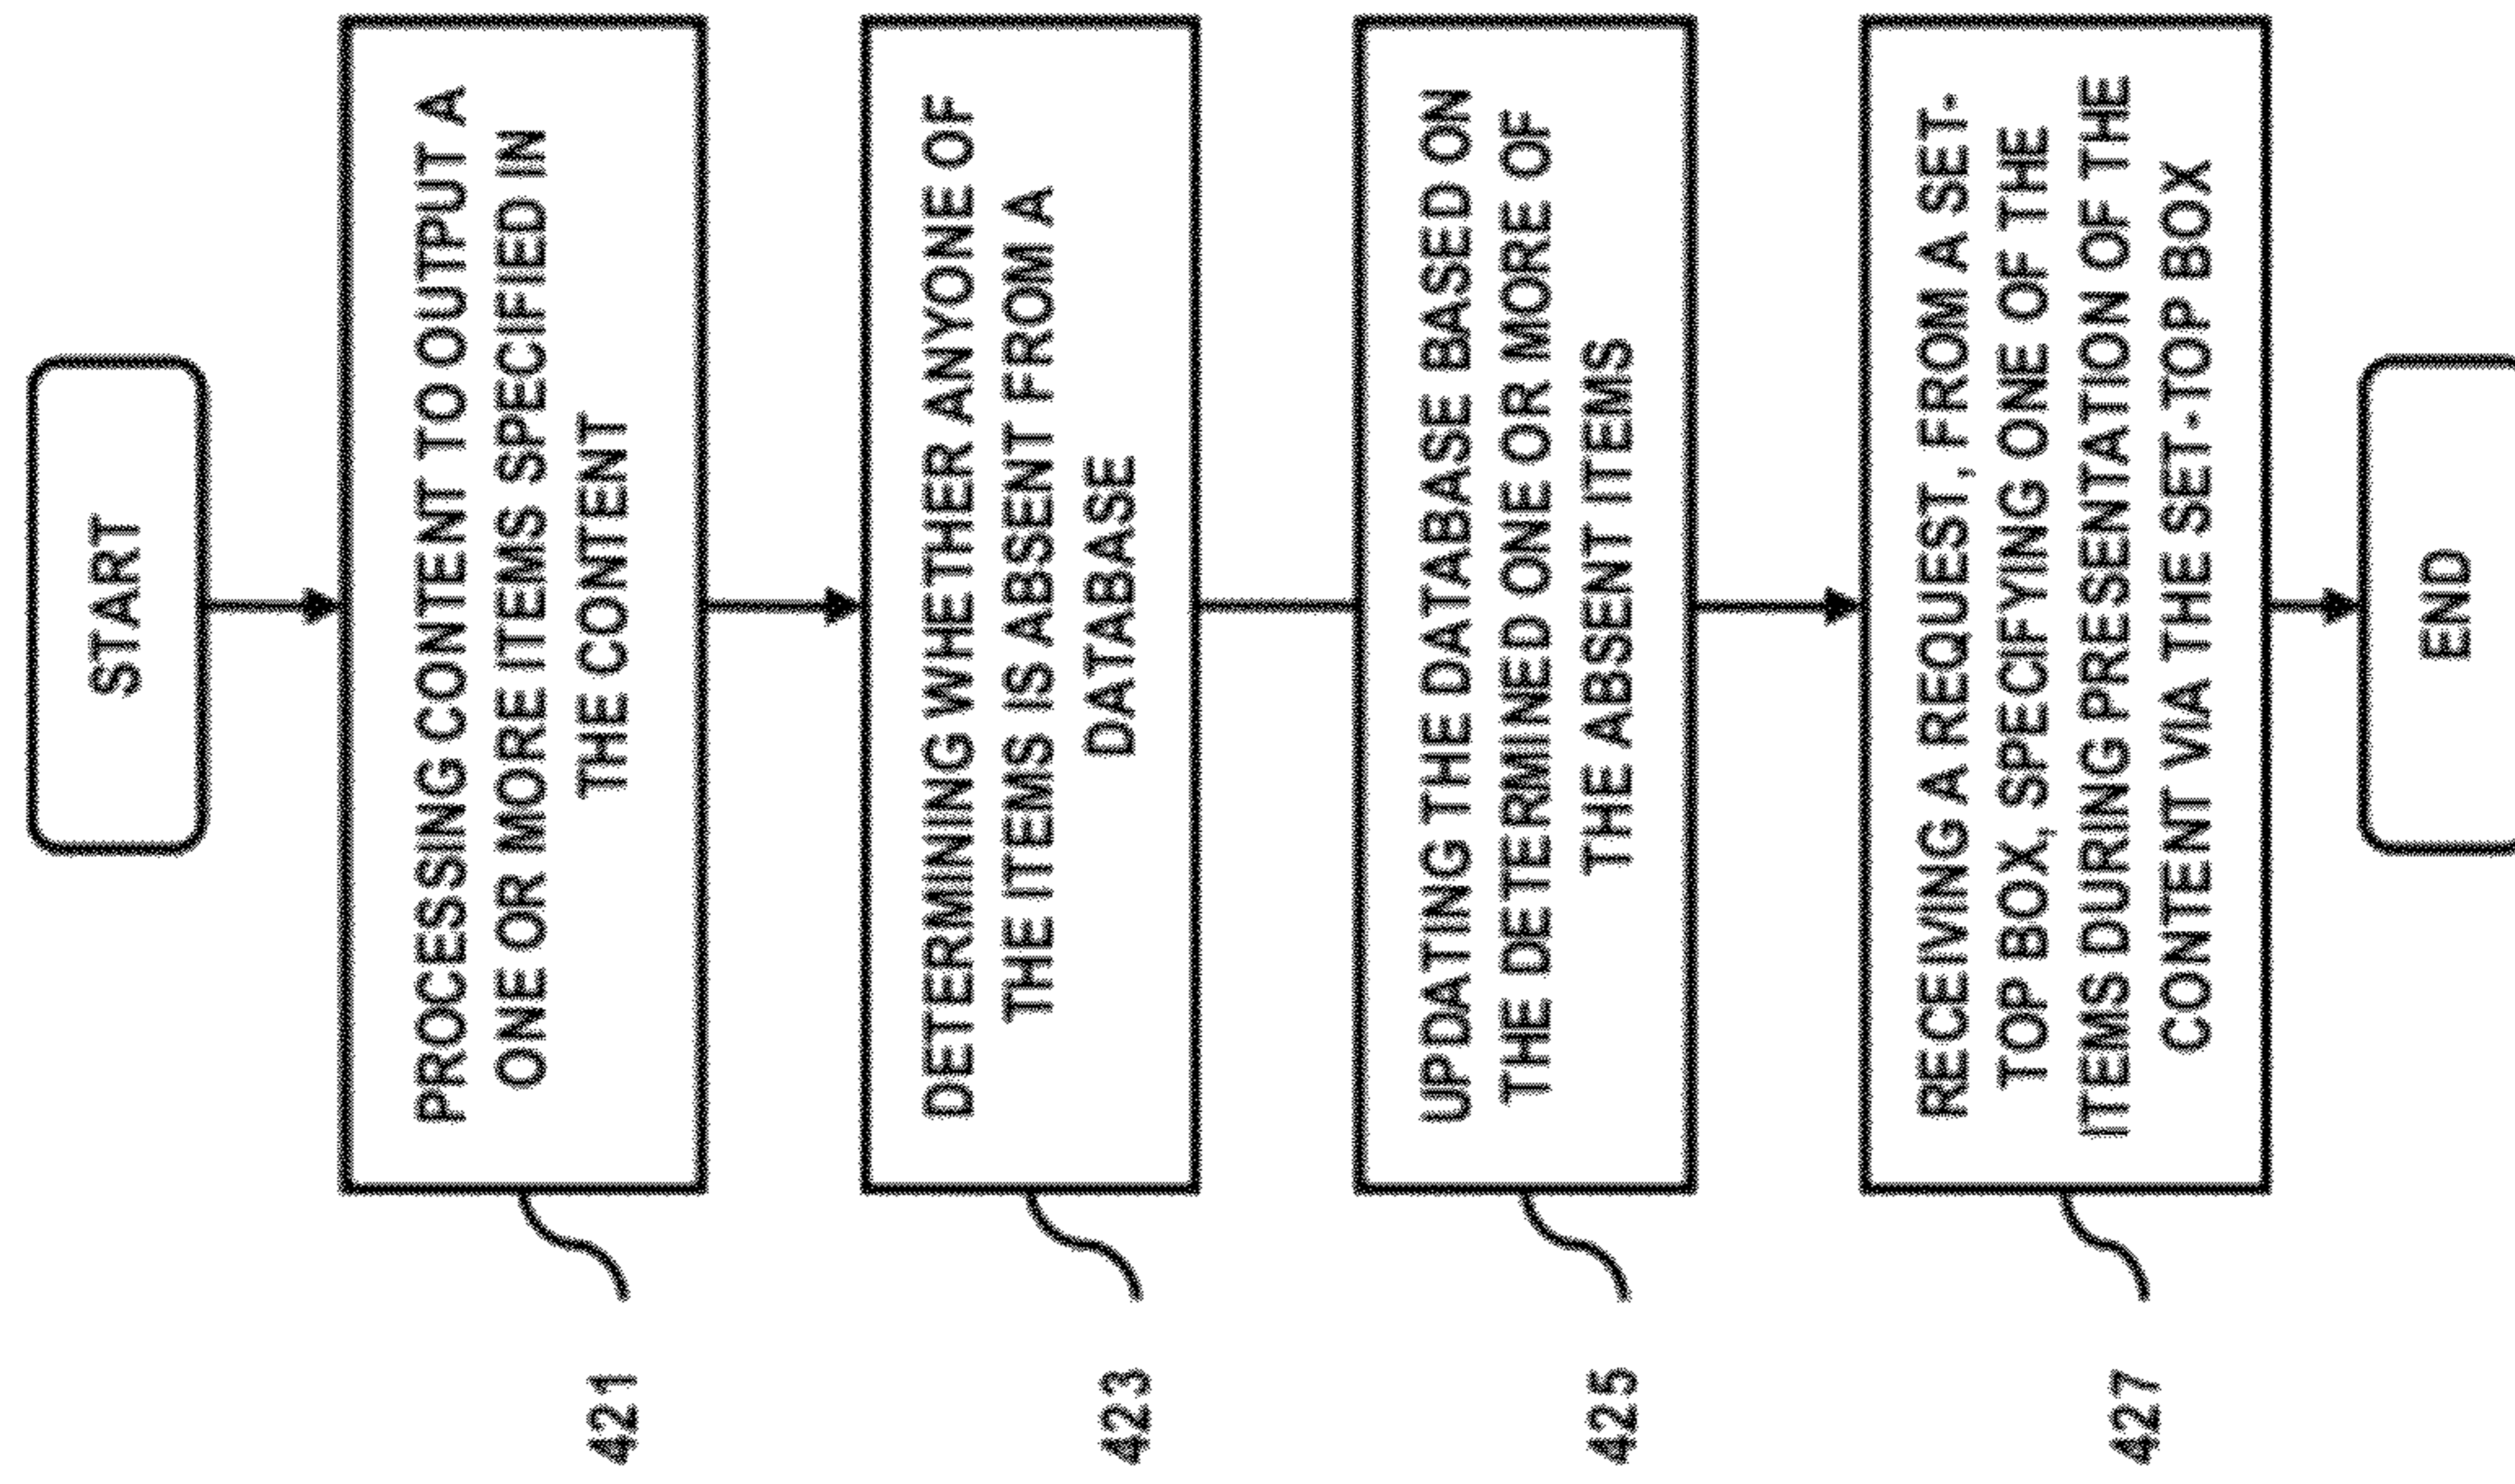 START
PROCESSING CONTENT TO OUTPUT A
ONE OR MORE ITEMS SPECIFIED IN
THE CONTENT
421
DETERMINING WHETHER ANYONE OF
THE ITEMS IS ABSENT FROM A
DATABASE
423
UPDATING THE DATABASE BASED ON
THE DETERMINED ONE OR MORE OF
THE ABSENT ITEMS
425
RECEIVING A REQUEST, FROM A SET-
TOP BOX, SPECIFYING ONE OF THE
ITEMS DURING PRESENTATION OF THE
CONTENT VIA THE SET-TOP BOX
427
END